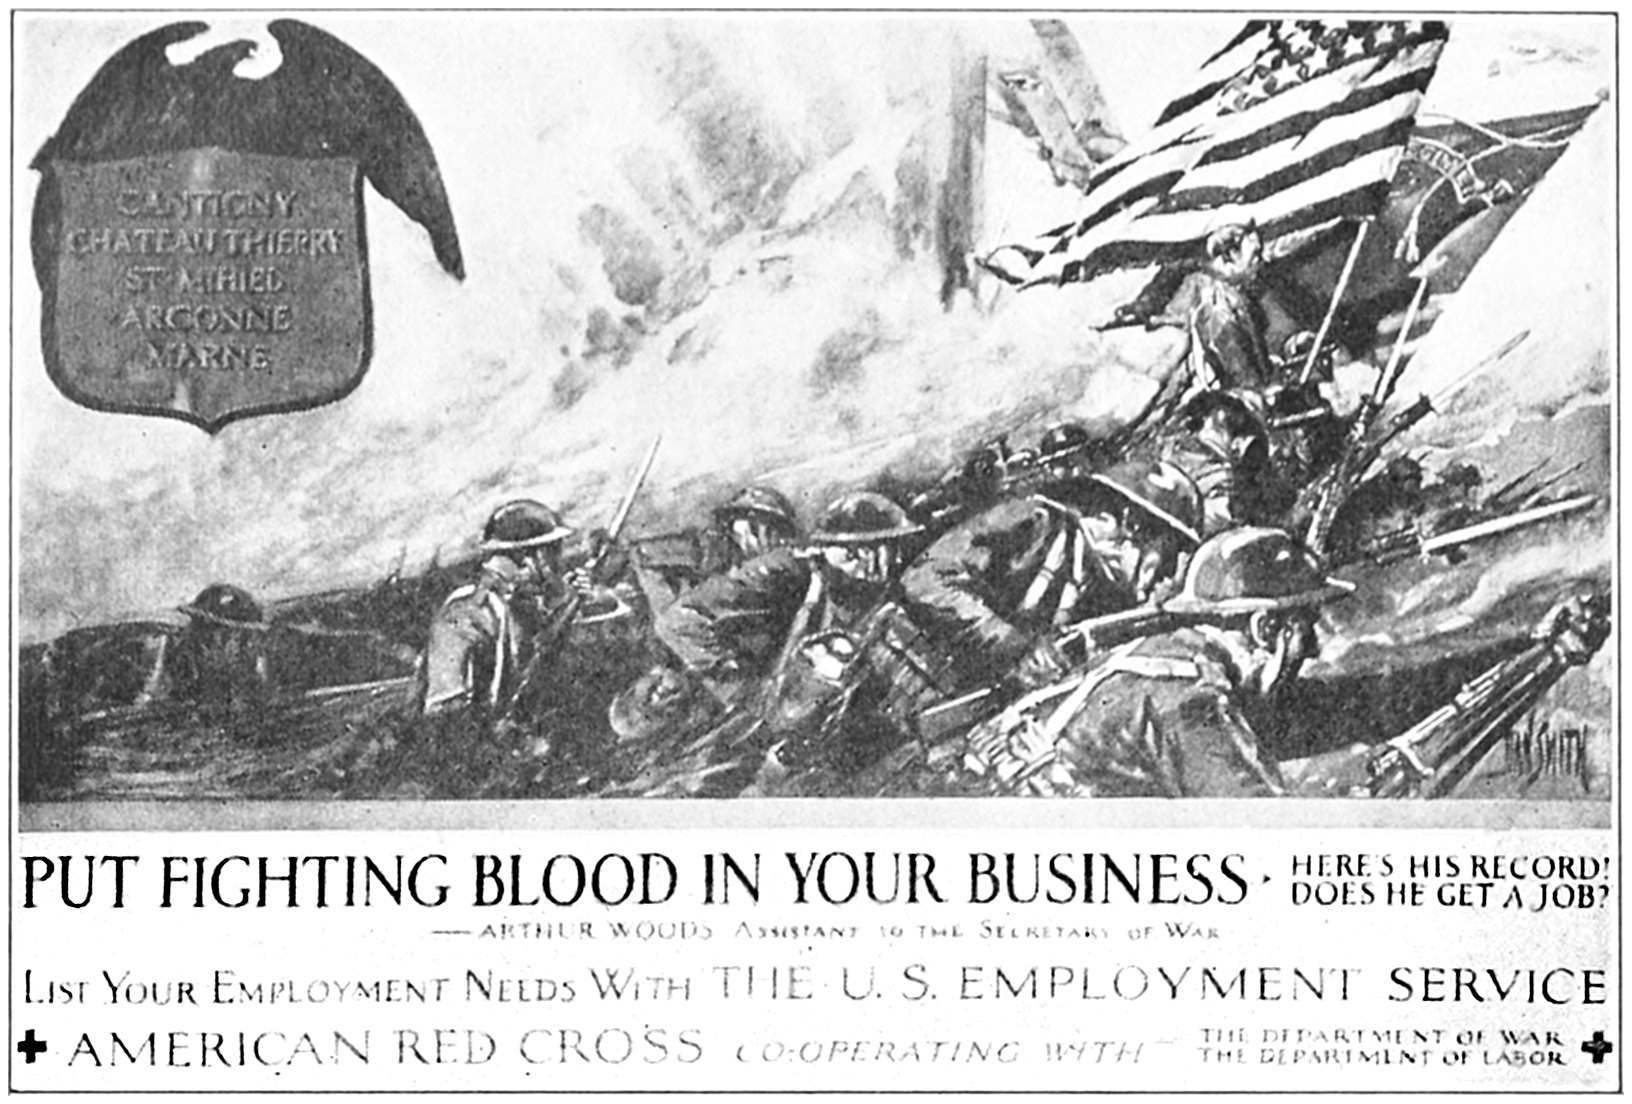 CANTIGNY
CHATEAU THIERRY
ST MIHIEL
ARGONNE
MARNE
DAN SMITH
PUT FIGHTING BLOOD IN YOUR BUSINESS · HERE'S HIS RECORD!
DOES HE GET A JOB?
—ARTHUR WOODS ASSISTANT TO THE SECRETARY OF WAR
LIST YOUR EMPLOYMENT NEEDS WITH THE U.S. EMPLOYMENT SERVICE
AMERICAN RED CROSS CO-OPERATING WITH — THE DEPARTMENT OF WAR
THE DEPARTMENT OF LABOR